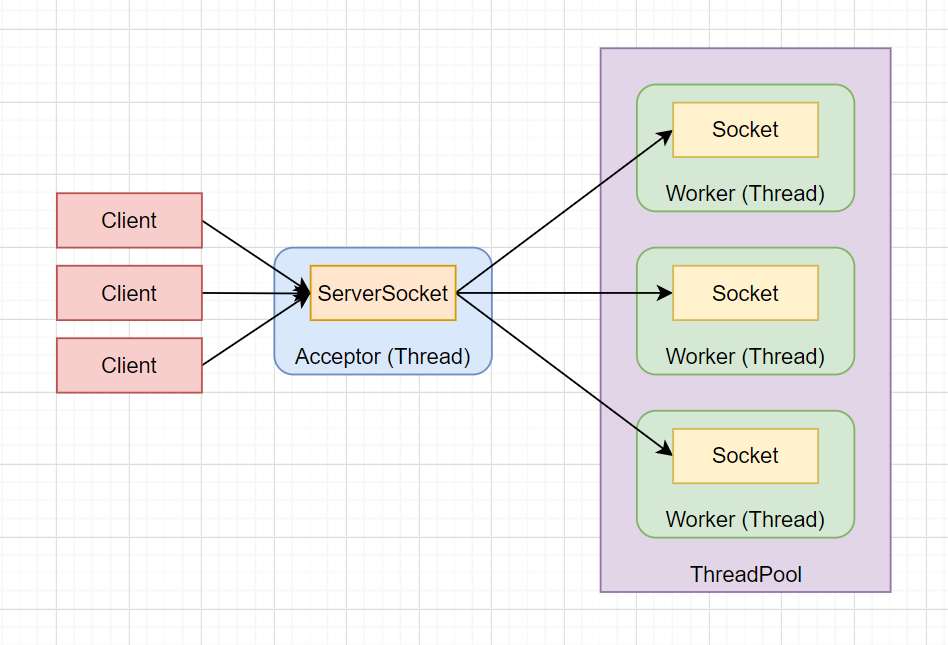 Client
Client
Client
ServerSocket
Acceptor (Thread)
Socket
Worker (Thread)
Socket
Worker (Thread)
Socket
Worker (Thread)
ThreadPool